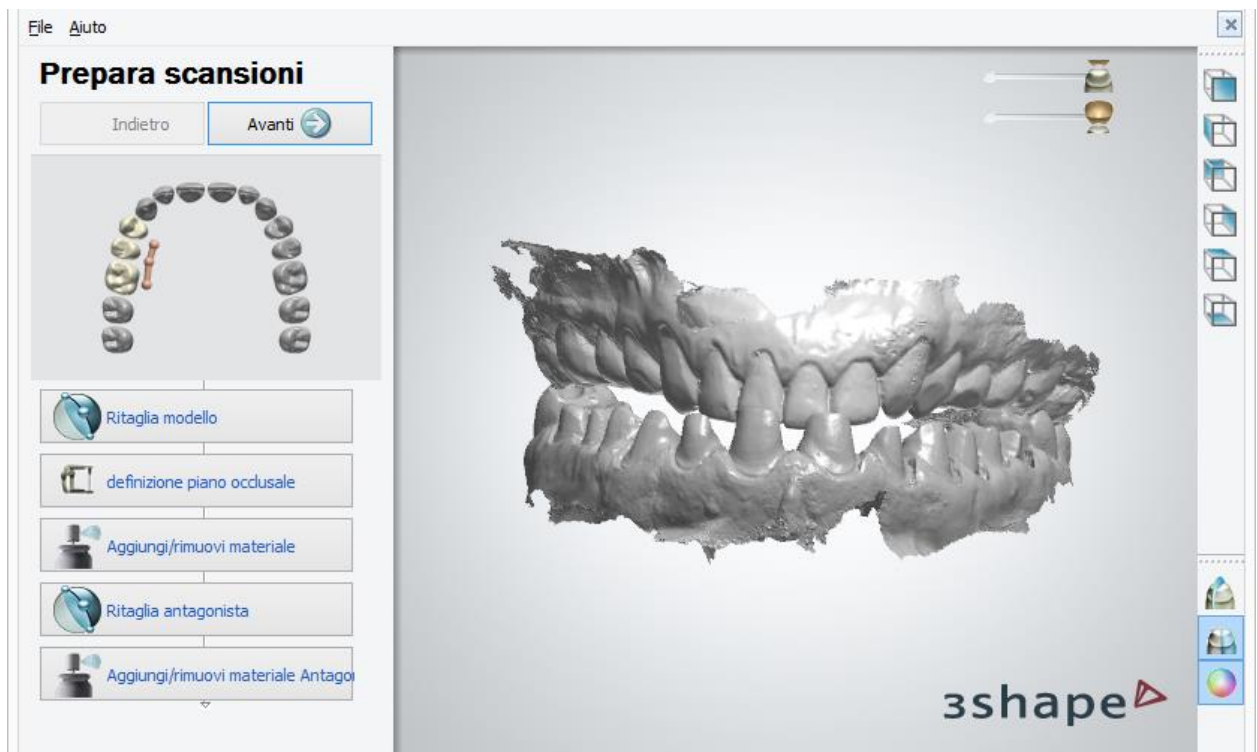 File Aiuto
Prepara scansioni
Indietro
Avanti
Ritaglia modello
definizione piano occlusale
Aggiungi/rimuovi materiale
Ritaglia antagonista
Aggiungi/rimuovi materiale Antago
3shape